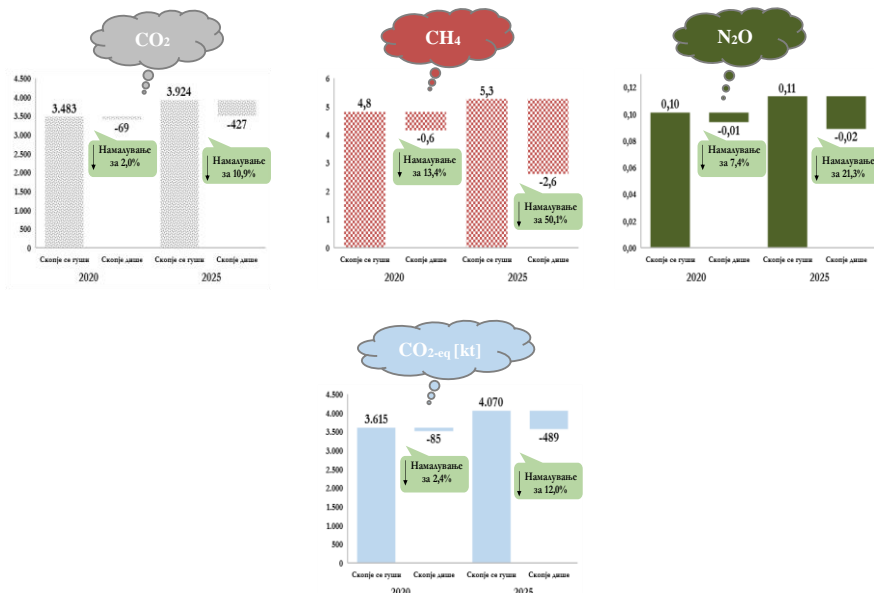 CO₂
CH₄
N₂O
4.500
4.000
3.500
3.000
2.500
2.000
1.500
1.000
500
0
3.483
-69
3.924
-427
Намалување
за 2,0%
Намалување
за 10,9%
Скопје се гуши
Скопје дише
Скопје се гуши
Скопје дише
2020
2025
6
5
4
3
2
1
0
4,8
-0,6
5,3
-2,6
Намалување
за 13,4%
Намалување
за 50,1%
Скопје се гуши
Скопје дише
Скопје се гуши
Скопје дише
2020
2025
0,12
0,10
0,08
0,06
0,04
0,02
0,00
0,10
-0,01
0,11
-0,02
Намалување
за 7,4%
Намалување
за 21,3%
Скопје се гуши
Скопје дише
Скопје се гуши
Скопје дише
2020
2025
CO₂-eq [kt]
4.500
4.000
3.500
3.000
2.500
2.000
1.500
1.000
500
0
3.615
-85
4.070
-489
Намалување
за 2,4%
Намалување
за 12,0%
Скопје се гуши
Скопје дише
Скопје се гуши
Скопје дише
2020
2025